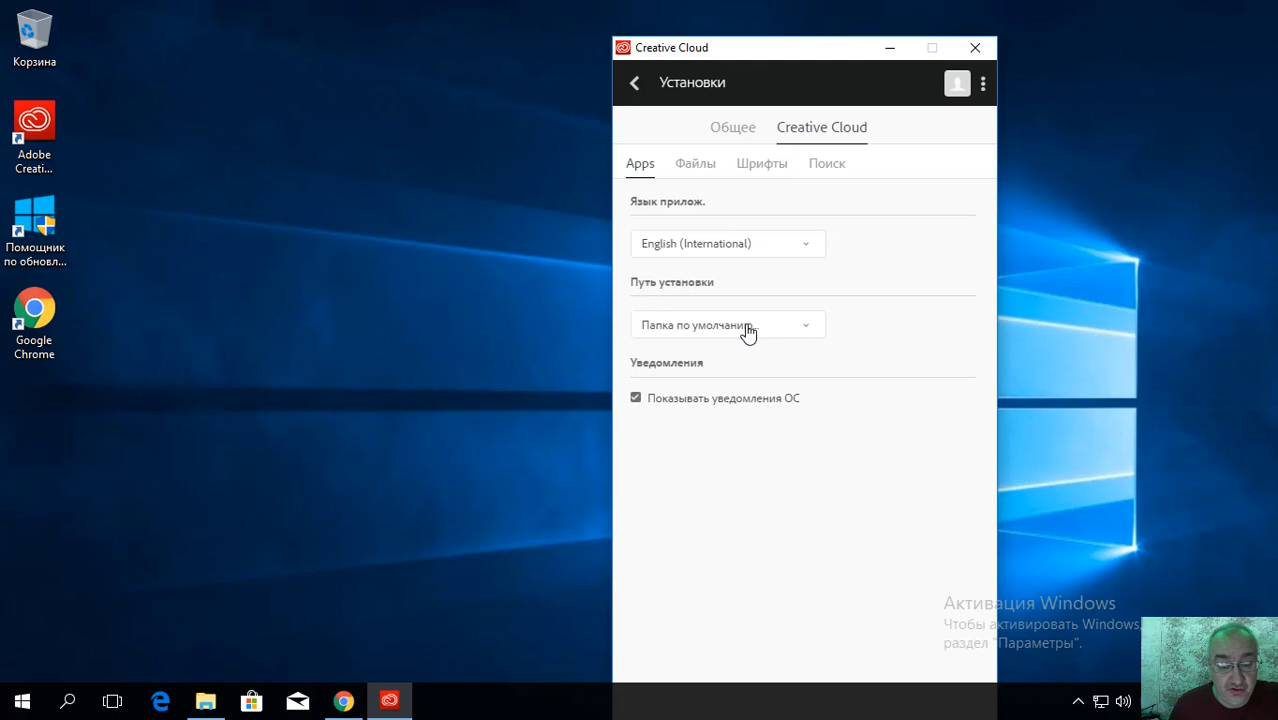 Корзина
Adobe
Creati...
Помощник
по обновл...
Google
Chrome
Creative Cloud
Установки
Общее
Creative Cloud
Apps
Файлы
Шрифты
Поиск
Язык прилож.
English (International)
Путь установки
Папка по умолчанию...
Уведомления
Показывать уведомления ОС
Активация Windows
Чтобы активировать Windows,
раздел "Параметры".